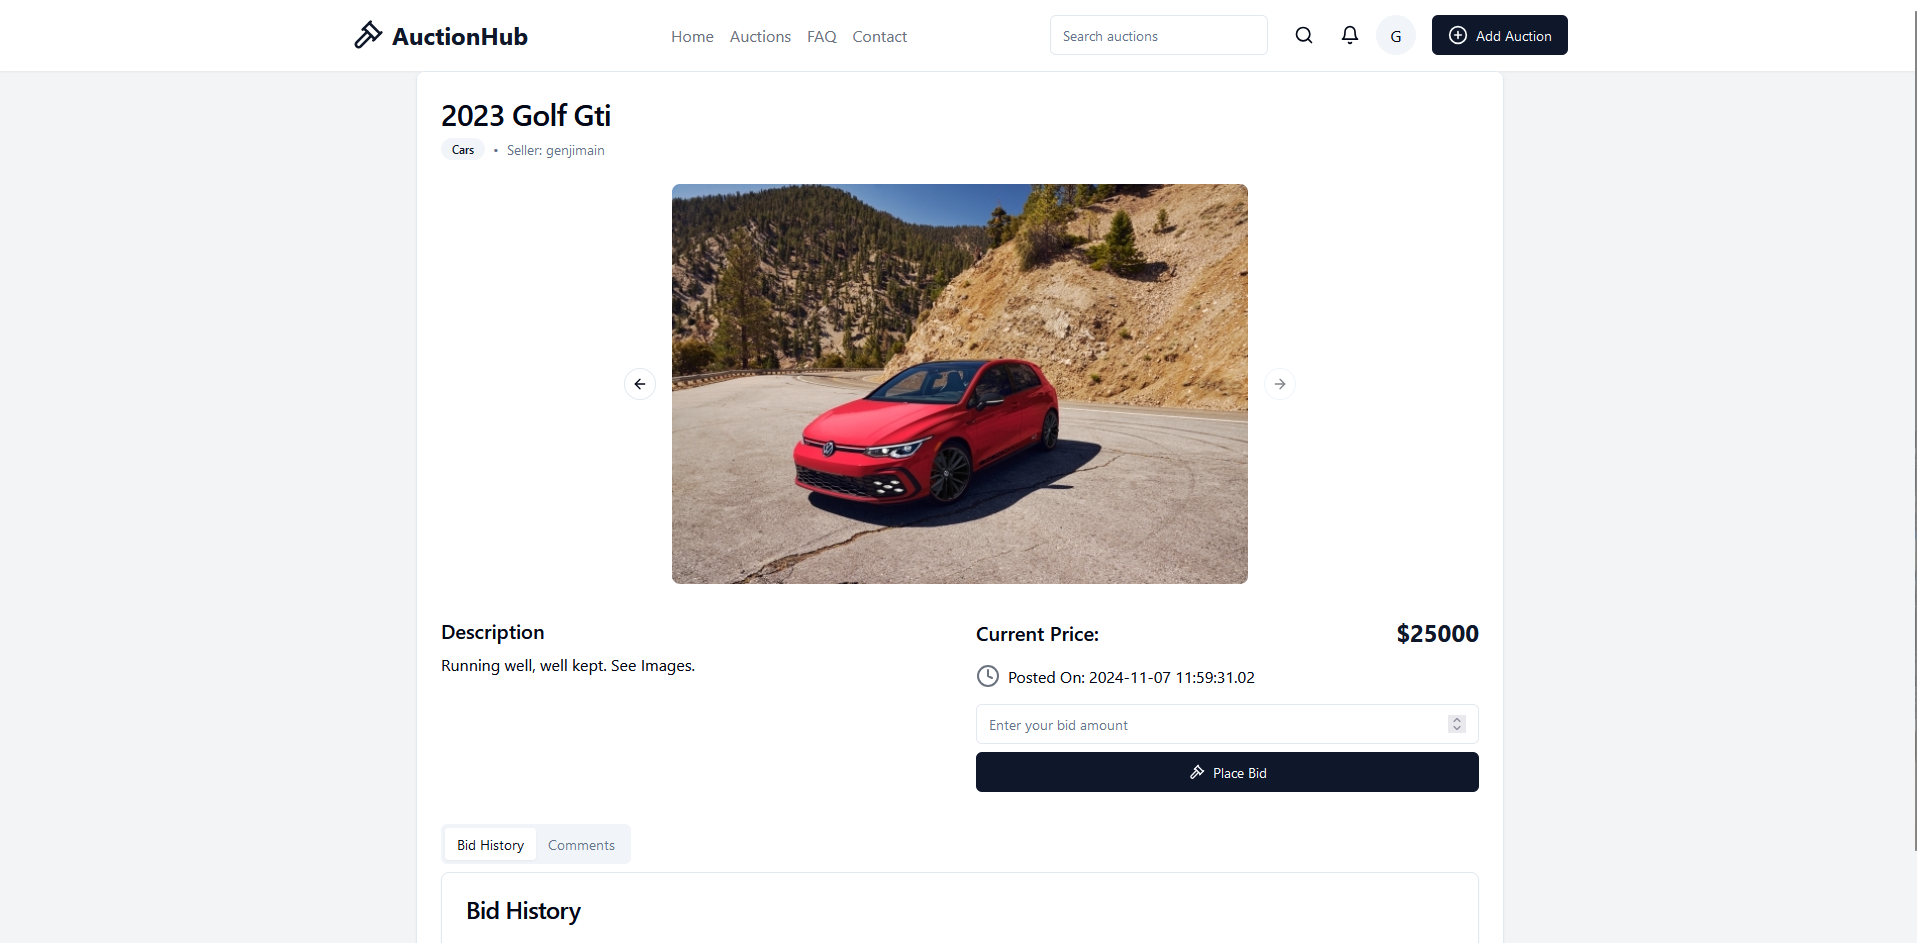 AuctionHub
Home Auctions FAQ Contact
Search auctions
G
Add Auction
2023 Golf Gti
Cars • Seller: genjimain
Description
Running well, well kept. See Images.
Current Price: $25000
Posted On: 2024-11-07 11:59:31.02
Enter your bid amount
Place Bid
Bid History Comments
Bid History